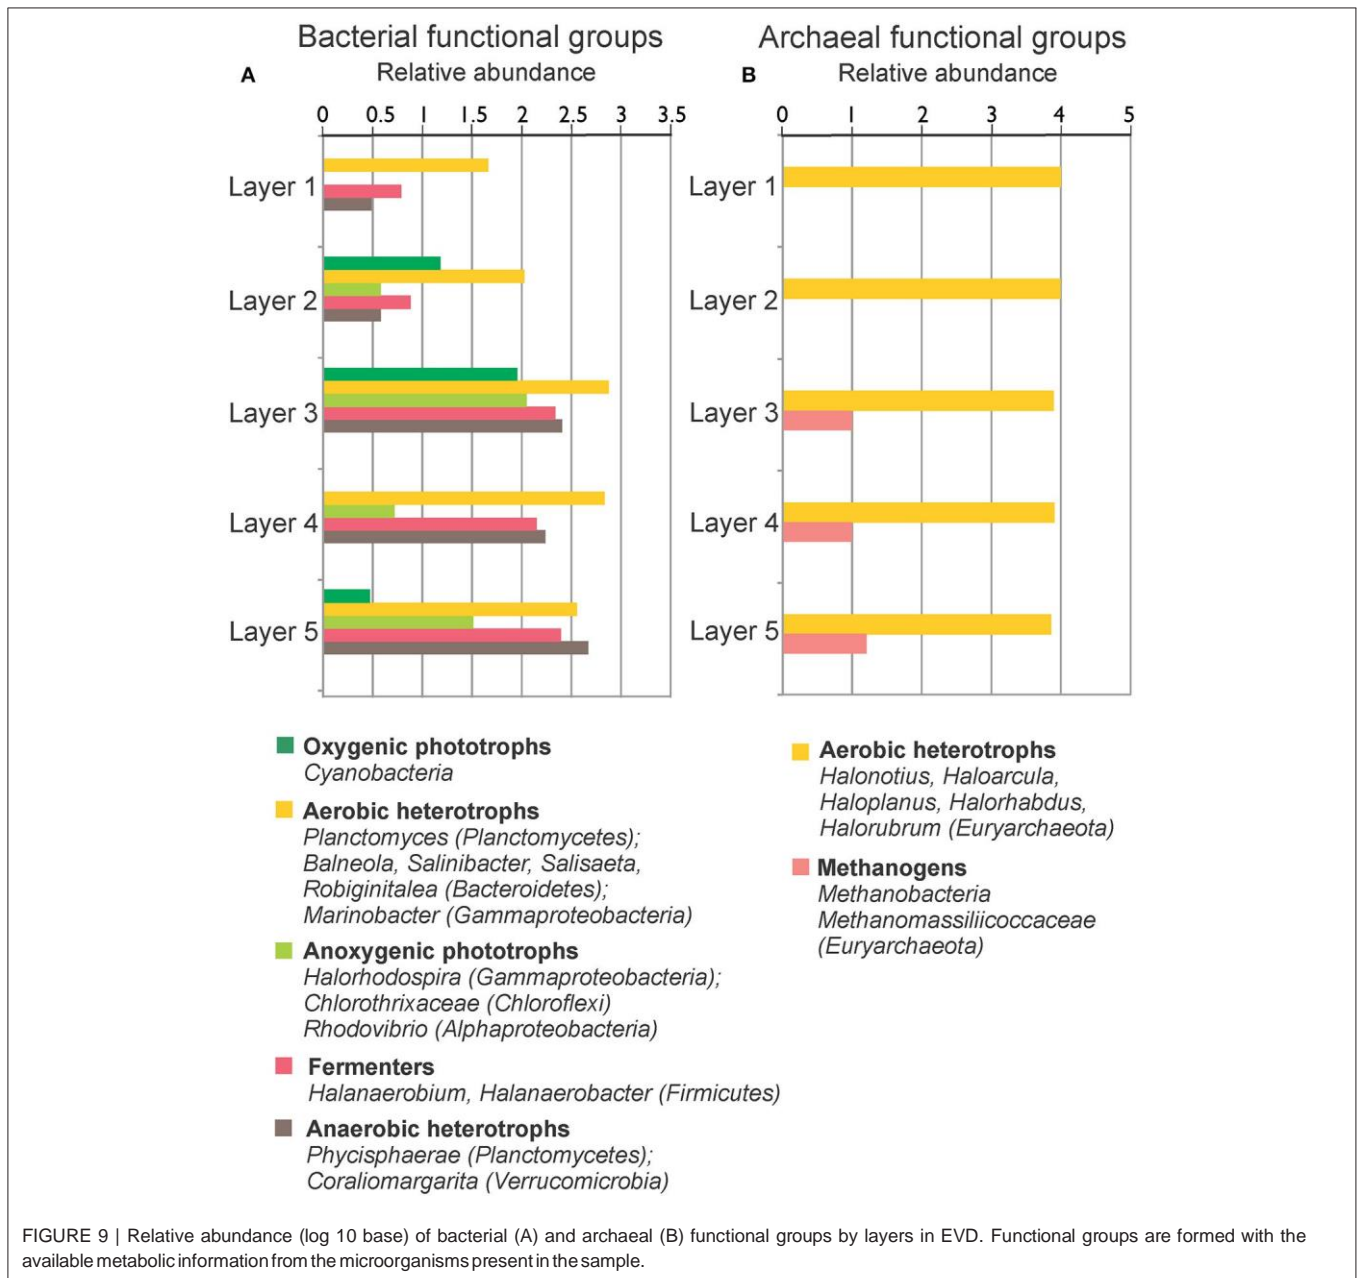 Bacterial functional groups
A Relative abundance
0 0.5 1 1.5 2 2.5 3 3.5
Layer 1
Layer 2
Layer 3
Layer 4
Layer 5
Archaeal functional groups
B Relative abundance
0 1 2 3 4 5
Layer 1
Layer 2
Layer 3
Layer 4
Layer 5
Oxygenic phototrophs
Cyanobacteria
Aerobic heterotrophs
Planctomyces (Planctomycetes);
Balneola, Salinibacter, Salisaeta,
Robiginitalea (Bacteroidetes);
Marinobacter (Gammaproteobacteria)
Anoxygenic phototrophs
Halorhodospira (Gammaproteobacteria);
Chlorothrixaceae (Chloroflexi)
Rhodovibrio (Alphaproteobacteria)
Fermenters
Halanaerobium, Halanaerobacter (Firmicutes)
Anaerobic heterotrophs
Phycisphaerae (Planctomycetes);
Coraliomargarita (Verrucomicrobia)
Aerobic heterotrophs
Halonotius, Haloarcula,
Haloplanus, Halorhabdus,
Halorubrum (Euryarchaeota)
Methanogens
Methanobacteria
Methanomassiliicoccaceae
(Euryarchaeota)
FIGURE 9 | Relative abundance (log 10 base) of bacterial (A) and archaeal (B) functional groups by layers in EVD. Functional groups are formed with the
available metabolic information from the microorganisms present in the sample.